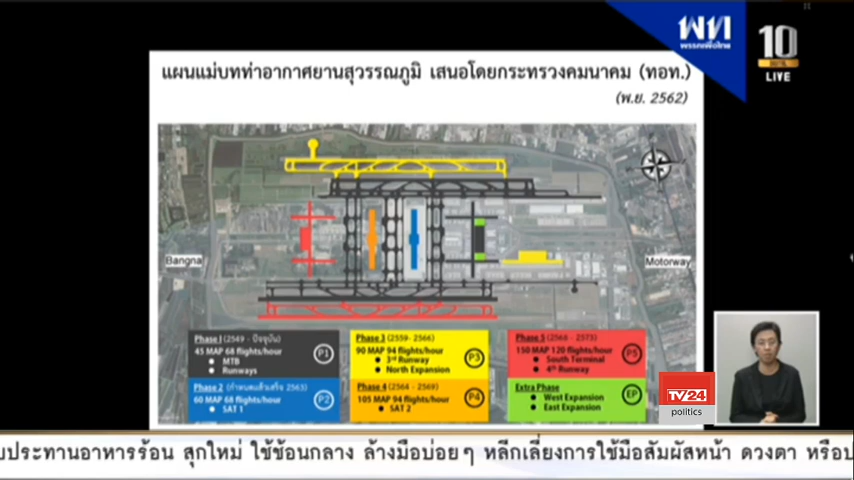 พท
พรรคเพื่อไทย
10
LIVE
แผนแม่บทท่าอากาศยานสุวรรณภูมิ เสนอโดยกระทรวงคมนาคม (ทอท.)
(พ.ย. 2562)
Bangna
Motorway
Phase I (2549 - ปัจจุบัน)
45 MAP 68 flights/hour
MTB
Runways
P1
Phase 2 (กำหนดแล้วเสร็จ 2563)
60 MAP 68 flights/hour
SAT 1
P2
Phase 3 (2559- 2566)
90 MAP 94 flights/hour
3rd Runway
North Expansion
P3
Phase 4 (2564 - 2569)
105 MAP 94 flights/hour
SAT 2
P4
Phase 5 (2568 - 2573)
150 MAP 120 flights/hour
South Terminal
4th Runway
P5
Extra Phase
West Expansion
East Expansion
EP
TV24
politics
ประทานอาหารร้อน สุกใหม่ ใช้ช้อนกลาง ล้างมือบ่อยๆ หลีกเลี่ยงการใช้มือสัมผัสหน้า ดวงตา หรือ